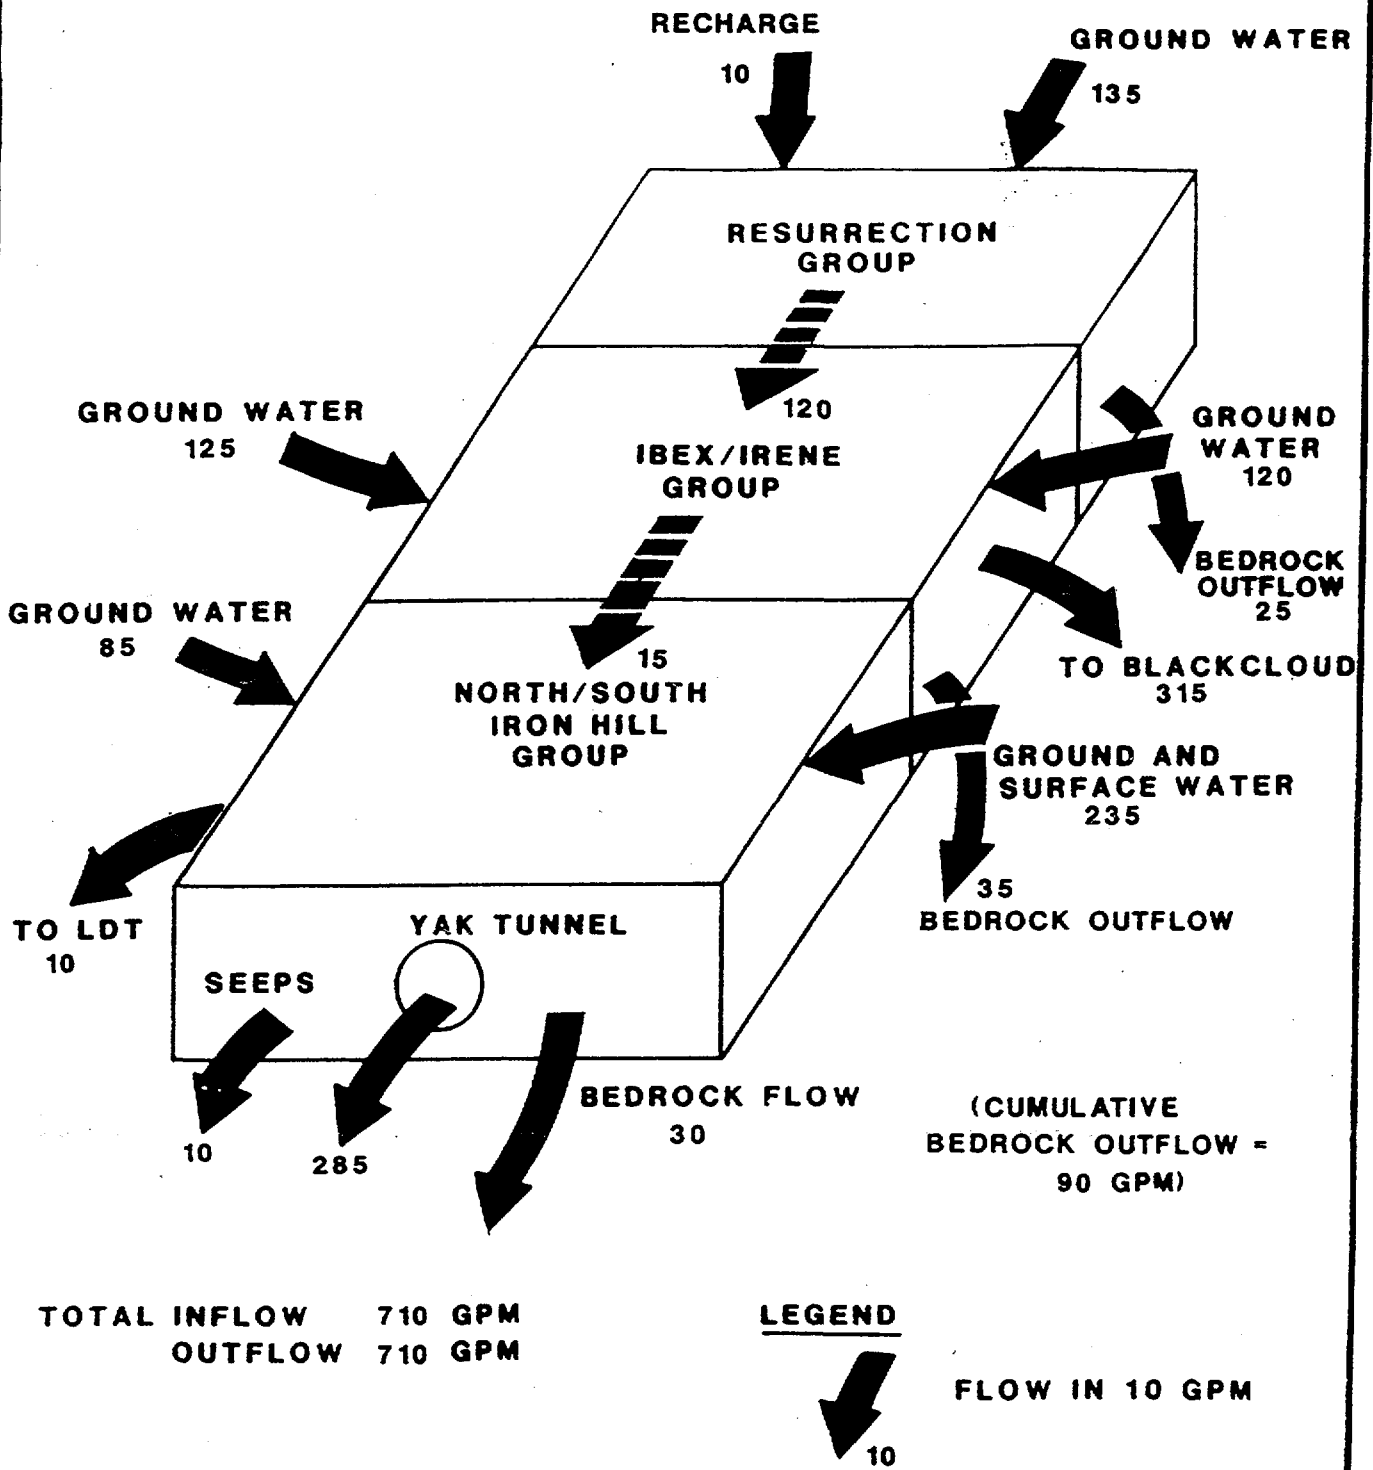 RECHARGE
10
GROUND WATER
135
RESURRECTION
GROUP
120
GROUND WATER
125
IBEX/IRENE
GROUP
GROUND
WATER
120
BEDROCK
OUTFLOW
25
GROUND WATER
85
15
TO BLACKCLOUD
315
NORTH/SOUTH
IRON HILL
GROUP
GROUND AND
SURFACE WATER
235
35
BEDROCK OUTFLOW
TO LDT
10
YAK TUNNEL
SEEPS
10
285
BEDROCK FLOW
30
(CUMULATIVE
BEDROCK OUTFLOW =
90 GPM)
TOTAL INFLOW 710 GPM
OUTFLOW 710 GPM
LEGEND
FLOW IN 10 GPM
10